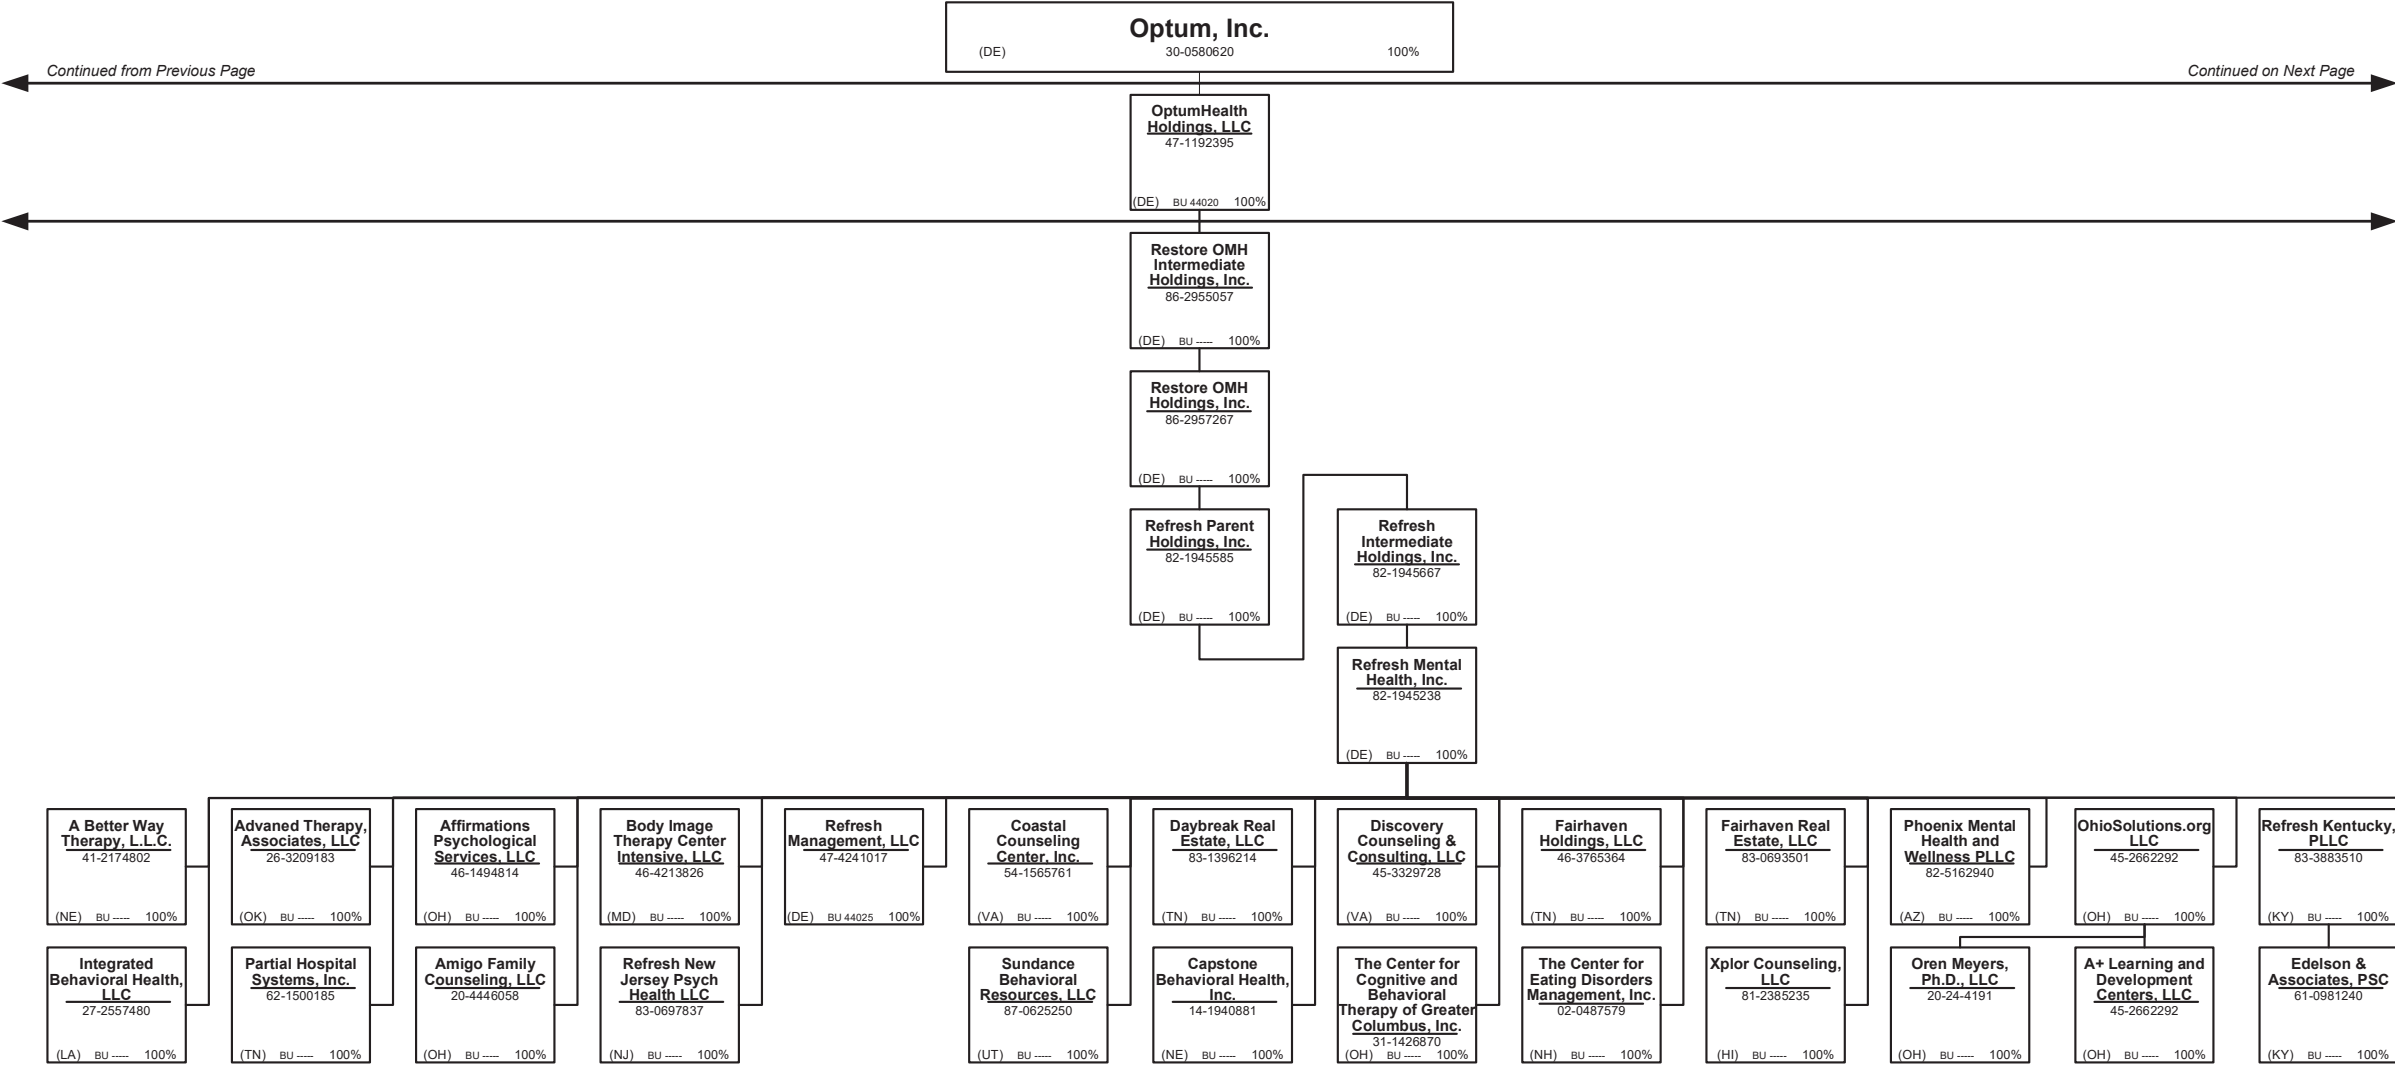 Optum, Inc.
(DE) 30-0580620 100%
Continued from Previous Page
Continued on Next Page
OptumHealth
Holdings, LLC
47-1192395
(DE) BU 44020 100%
Restore OMH
Intermediate
Holdings, Inc.
86-2955057
(DE) BU ----- 100%
Restore OMH
Holdings, Inc.
86-2957267
(DE) BU ----- 100%
Refresh Parent
Holdings, Inc.
82-1945585
(DE) BU ----- 100%
Refresh
Intermediate
Holdings, Inc.
82-1945667
(DE) BU ----- 100%
Refresh Mental
Health, Inc.
82-1945238
(DE) BU ----- 100%
A Better Way
Therapy, L.L.C.
41-2174802
(NE) BU ----- 100%
Advaned Therapy,
Associates, LLC
26-3209183
(OK) BU ----- 100%
Affirmations
Psychological
Services, LLC
46-1494814
(OH) BU ----- 100%
Body Image
Therapy Center
Intensive, LLC
46-4213826
(MD) BU ----- 100%
Refresh
Management, LLC
47-4241017
(DE) BU 44025 100%
Coastal
Counseling
Center, Inc.
54-1565761
(VA) BU ----- 100%
Daybreak Real
Estate, LLC
83-1396214
(TN) BU ----- 100%
Discovery
Counseling &
Consulting, LLC
45-3329728
(VA) BU ----- 100%
Fairhaven
Holdings, LLC
46-3765364
(TN) BU ----- 100%
Fairhaven Real
Estate, LLC
83-0693501
(TN) BU ----- 100%
Phoenix Mental
Health and
Wellness PLLC
82-5162940
(AZ) BU ----- 100%
OhioSolutions.org
LLC
45-2662292
(OH) BU ----- 100%
Refresh Kentucky,
PLLC
83-3883510
(KY) BU ----- 100%
Integrated
Behavioral Health,
LLC
27-2557480
(LA) BU ----- 100%
Partial Hospital
Systems, Inc.
62-1500185
(TN) BU ----- 100%
Amigo Family
Counseling, LLC
20-4446058
(OH) BU ----- 100%
Refresh New
Jersey Psych
Health LLC
83-0697837
(NJ) BU ----- 100%
Sundance
Behavioral
Resources, LLC
87-0625250
(UT) BU ----- 100%
Capstone
Behavioral Health,
Inc.
14-1940881
(NE) BU ----- 100%
The Center for
Cognitive and
Behavioral
Therapy of Greater
Columbus, Inc.
31-1426870
(OH) BU ----- 100%
The Center for
Eating Disorders
Management, Inc.
02-0487579
(NH) BU ----- 100%
Xplor Counseling,
LLC
81-2385235
(HI) BU ----- 100%
Oren Meyers,
Ph.D., LLC
20-24-4191
(OH) BU ----- 100%
A+ Learning and
Development
Centers, LLC
45-2662292
(OH) BU ----- 100%
Edelson &
Associates, PSC
61-0981240
(KY) BU ----- 100%